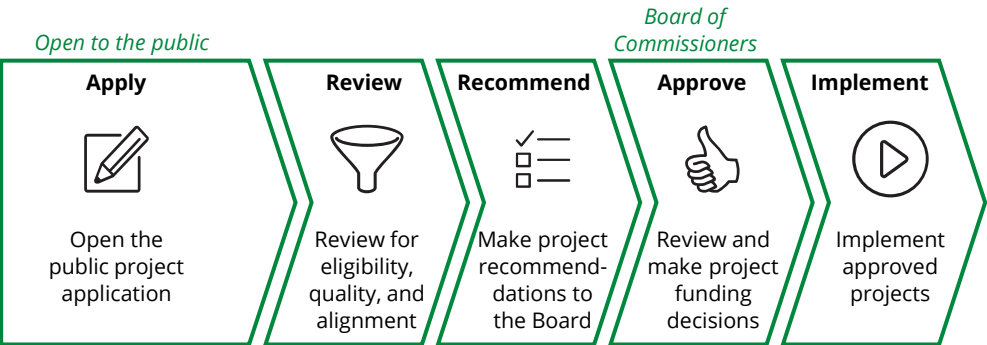 Open to the public
Board of
Commissioners
Apply
Open the
public project
application
Review
Review for
eligibility,
quality, and
alignment
Recommend
Make project
recommend-
dations to
the Board
Approve
Review and
make project
funding
decisions
Implement
Implement
approved
projects